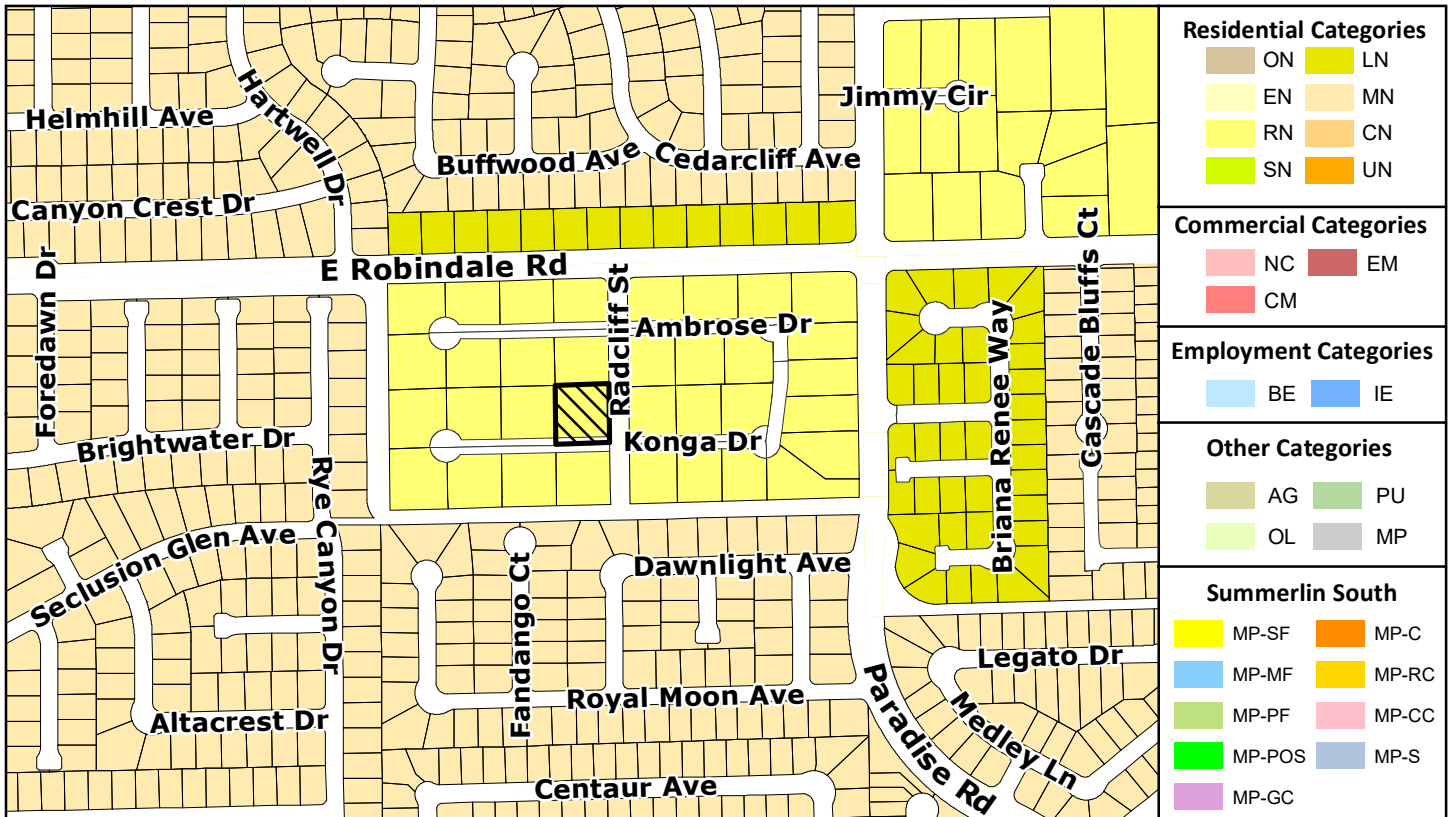 Jimmy Cir
Helmhill Ave
Hartwell Dr
Buffwood Ave
Cedarcliff Ave
Canyon Crest Dr
E Robindale Rd
Foredawn Dr
Radcliff St
Ambrose Dr
Cascade Bluffs Ct
Briana Renee Way
Brightwater Dr
Konga Dr
Rye Canyon Dr
Seclusion Glen Ave
Fandango Ct
Dawnlight Ave
Legato Dr
Royal Moon Ave
Paradise Rd
Medley Ln
Altacrest Dr
Centaur Ave
Residential Categories
ON LN
EN MN
RN CN
SN UN
Commercial Categories
NC EM
CM
Employment Categories
BE IE
Other Categories
AG PU
OL MP
Summerlin South
MP-SF MP-C
MP-MF MP-RC
MP-PF MP-CC
MP-POS MP-S
MP-GC